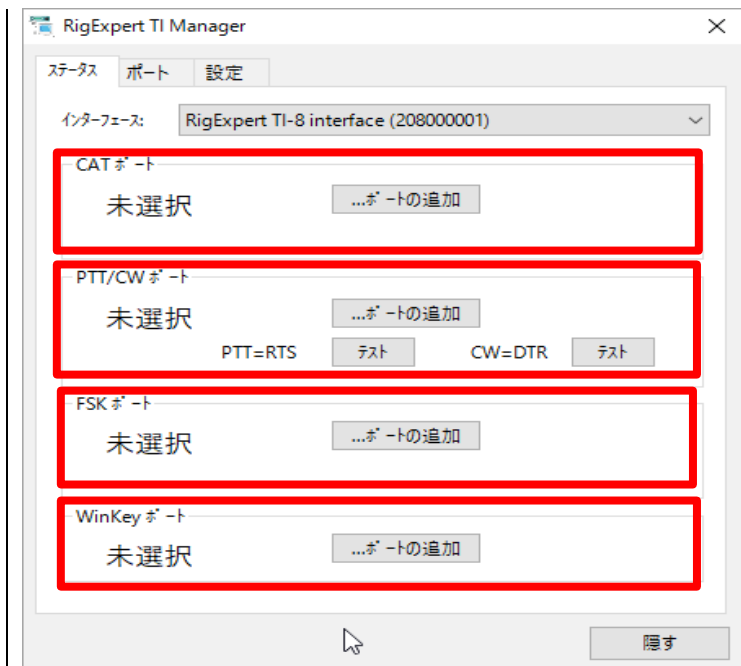 RigExpert TI Manager
ステータス ポート 設定
インターフェース: RigExpert TI-8 interface (208000001)
CAT ポート
未選択 ...ポートの追加
PTT/CW ポート
未選択 ...ポートの追加
PTT=RTS テスト CW=DTR テスト
FSK ポート
未選択 ...ポートの追加
WinKey ポート
未選択 ...ポートの追加
隠す